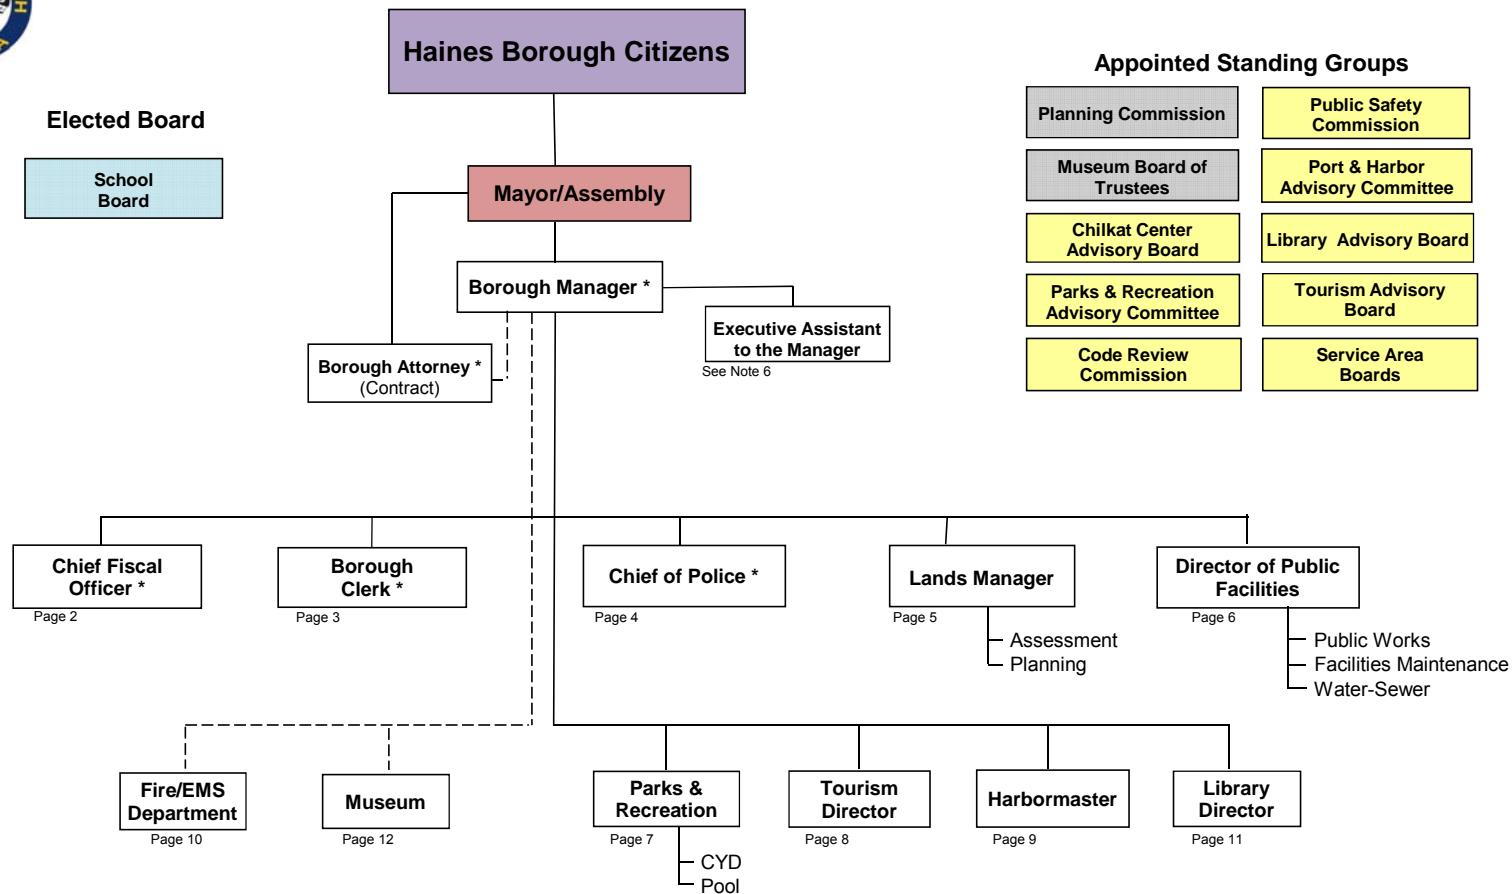 H
A
Haines Borough Citizens
Elected Board
School
Board
Appointed Standing Groups
Planning Commission
Public Safety
Commission
Museum Board of
Trustees
Port & Harbor
Advisory Committee
Chilkat Center
Advisory Board
Library Advisory Board
Parks & Recreation
Advisory Committee
Tourism Advisory
Board
Code Review
Commission
Service Area
Boards
Mayor/Assembly
Borough Manager *
Executive Assistant
to the Manager
See Note 6
Borough Attorney *
(Contract)
Chief Fiscal
Officer *
Page 2
Borough
Clerk *
Page 3
Chief of Police *
Page 4
Lands Manager
Page 5
Assessment
Planning
Director of Public
Facilities
Page 6
Public Works
Facilities Maintenance
Water-Sewer
Fire/EMS
Department
Page 10
Museum
Page 12
Parks &
Recreation
Page 7
CYD
Pool
Tourism
Director
Page 8
Harbormaster
Page 9
Library
Director
Page 11